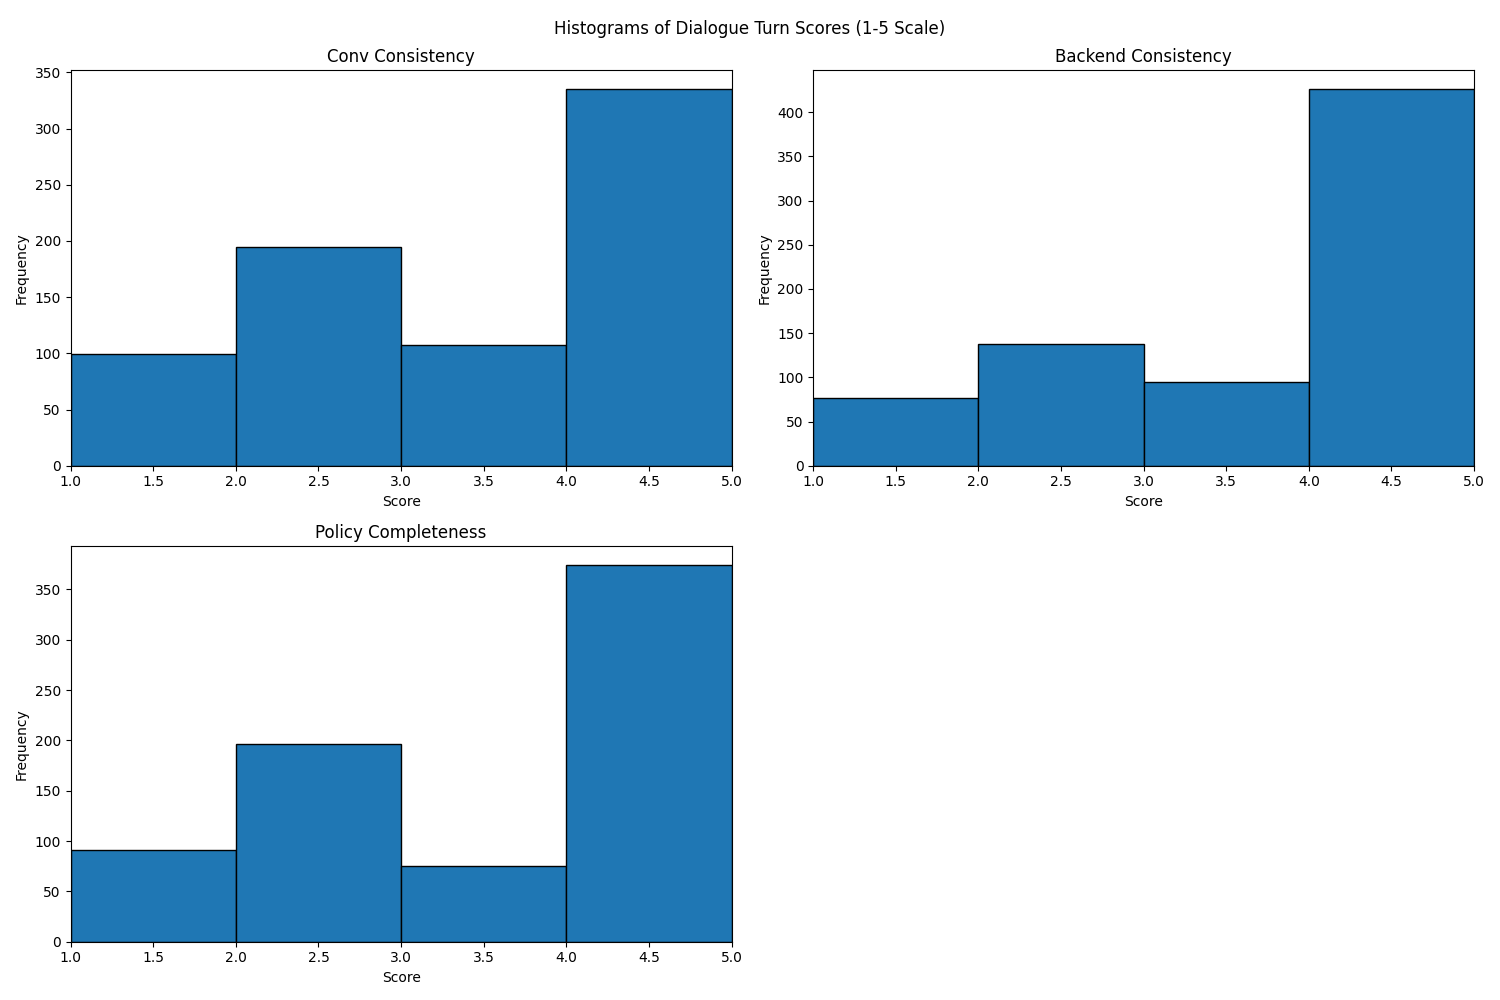 Histograms of Dialogue Turn Scores (1-5 Scale)
Conv Consistency
350
300
250
200
150
100
50
0
Frequency
1.0 1.5 2.0 2.5 3.0 3.5 4.0 4.5 5.0
Score
Backend Consistency
400
350
300
250
200
150
100
50
0
Frequency
1.0 1.5 2.0 2.5 3.0 3.5 4.0 4.5 5.0
Score
Policy Completeness
350
300
250
200
150
100
50
0
Frequency
1.0 1.5 2.0 2.5 3.0 3.5 4.0 4.5 5.0
Score